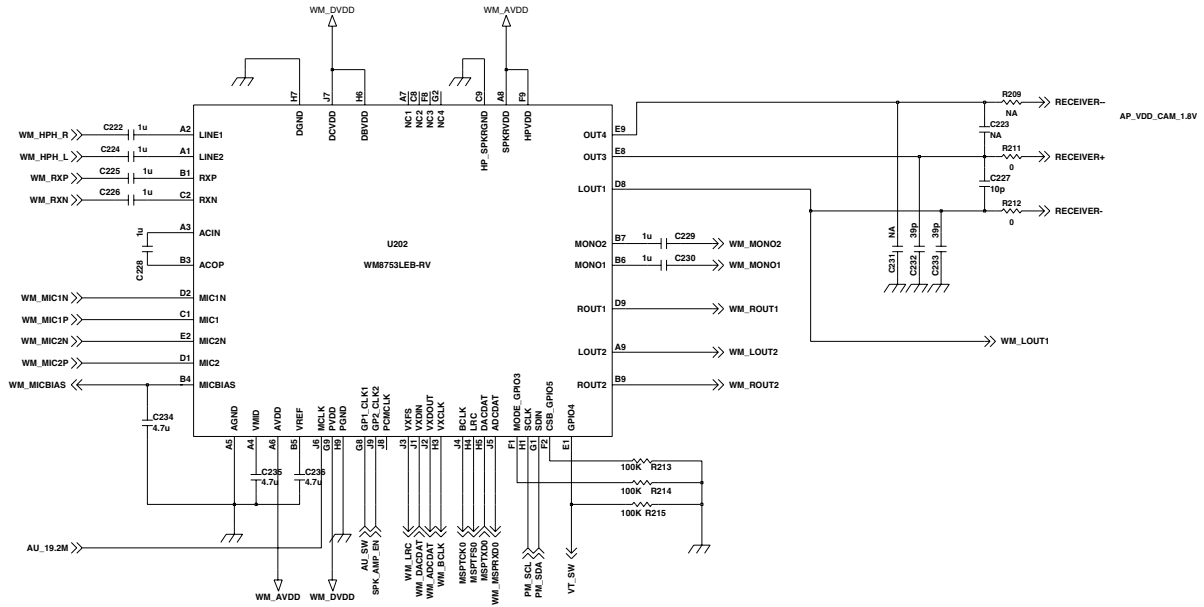 WM_DVDD
WM_AVDD
H7
J7
H6
A7
C8
F8
G2
C9
A8
F9
DGND
DCVDD
DBVDD
NC1
NC2
NC3
NC4
HP_SPKRGND
SPKRVDD
HPVDD
WM_HPH_R
C222
1u
A2
LINE1
WM_HPH_L
C224
1u
A1
LINE2
WM_RXP
C225
1u
B1
RXP
WM_RXN
C226
1u
C2
RXN
A3
ACIN
1u
C228
B3
ACOP
WM_MIC1N
D2
MIC1N
WM_MIC1P
C1
MIC1
WM_MIC2N
E2
MIC2N
WM_MIC2P
D1
MIC2
WM_MICBIAS
B4
MICBIAS
U202
WM8753LEB-RV
OUT4
E9
OUT3
E8
LOUT1
D8
MONO2
B7
1u
C229
WM_MONO2
MONO1
B6
1u
C230
WM_MONO1
ROUT1
D9
WM_ROUT1
LOUT2
A9
WM_LOUT2
ROUT2
B9
WM_ROUT2
R209
NA
RECEIVER--
AP_VDD_CAM_1.8V
C223
NA
R211
0
RECEIVER+
C227
10p
R212
0
RECEIVER-
NA
C231
39p
C232
39p
C233
WM_LOUT1
C234
4.7u
AGND
VMID
AVDD
VREF
MCLK
PVDD
PGND
GP1_CLK1
GP2_CLK2
PCMCLK
VXFS
VXDIN
VXDOUT
VXCLK
BCLK
LRC
DACDAT
ADCDAT
MODE_GPIO3
SCLK
SDIN
CSB_GPIO5
GPIO4
A5
A4
A6
B5
J6
G9
H9
G8
J9
J8
J3
J1
J2
H3
J4
H4
H5
J5
F1
H1
G1
F2
E1
C235
4.7u
C236
4.7u
100K
R213
100K
R214
100K
R215
AU_19.2M
AU_SW
SPK_AMP_EN
WM_LRC
WM_DACDAT
WM_ADCDAT
WM_BCLK
MSPTCK0
MSPTFS0
MSPTXD0
WM_MSPRXD0
PM_SCL
PM_SDA
VT_SW
WM_AVDD
WM_DVDD